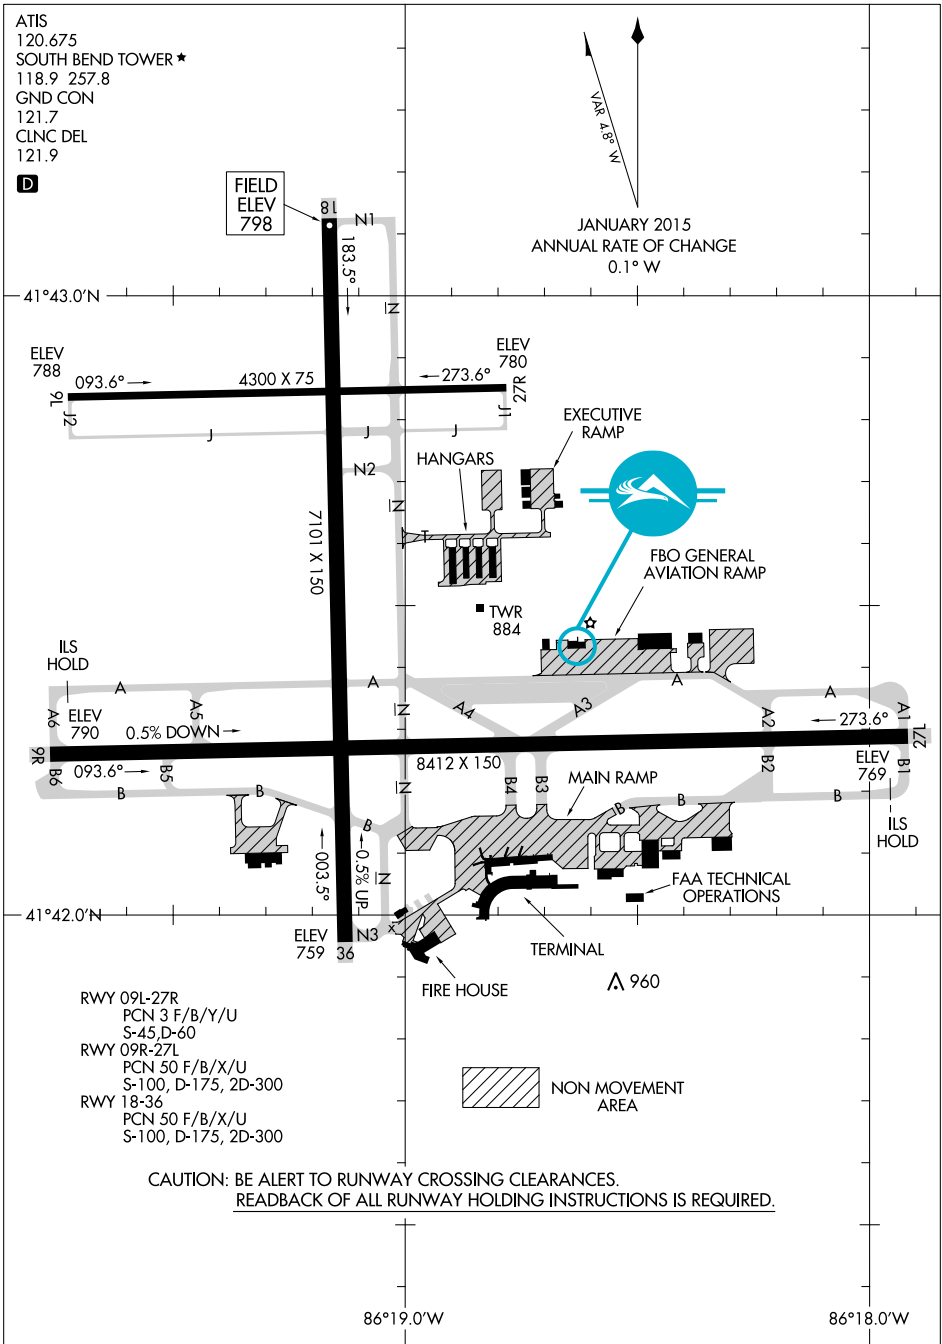 ATIS
120.675
SOUTH BEND TOWER★
118.9 257.8
GND CON
121.7
CLNC DEL
121.9
D
VAR 4.8° W
JANUARY 2015
ANNUAL RATE OF CHANGE
0.1° W
FIELD
ELEV
798
18
N1
183.5°
N
41°43.0'N
ELEV
788
093.6°
4300 X 75
ELEV
780
273.6°
9L
27R
J2
J
J
J
J1
N2
N
7101 X 150
EXECUTIVE
RAMP
HANGARS
T
FBO GENERAL
AVIATION RAMP
TWR
884
ILS
HOLD
A
A
A
A
A6
A5
A4
A3
A2
A1
ELEV
790
0.5% DOWN
N
273.6°
9R
27L
093.6°
8412 X 150
ELEV
769
B6
B5
B4
B3
B2
B1
N
MAIN RAMP
B
B
B
B
B
B
ILS
HOLD
003.5°
0.5% UP
N
FAA TECHNICAL
OPERATIONS
41°42.0'N
ELEV
759
36
N3
X
TERMINAL
FIRE HOUSE
960
RWY 09L-27R
PCN 3 F/B/Y/U
S-45,D-60
RWY 09R-27L
PCN 50 F/B/X/U
S-100, D-175, 2D-300
RWY 18-36
PCN 50 F/B/X/U
S-100, D-175, 2D-300
NON MOVEMENT
AREA
CAUTION: BE ALERT TO RUNWAY CROSSING CLEARANCES.
READBACK OF ALL RUNWAY HOLDING INSTRUCTIONS IS REQUIRED.
86°19.0'W
86°18.0'W